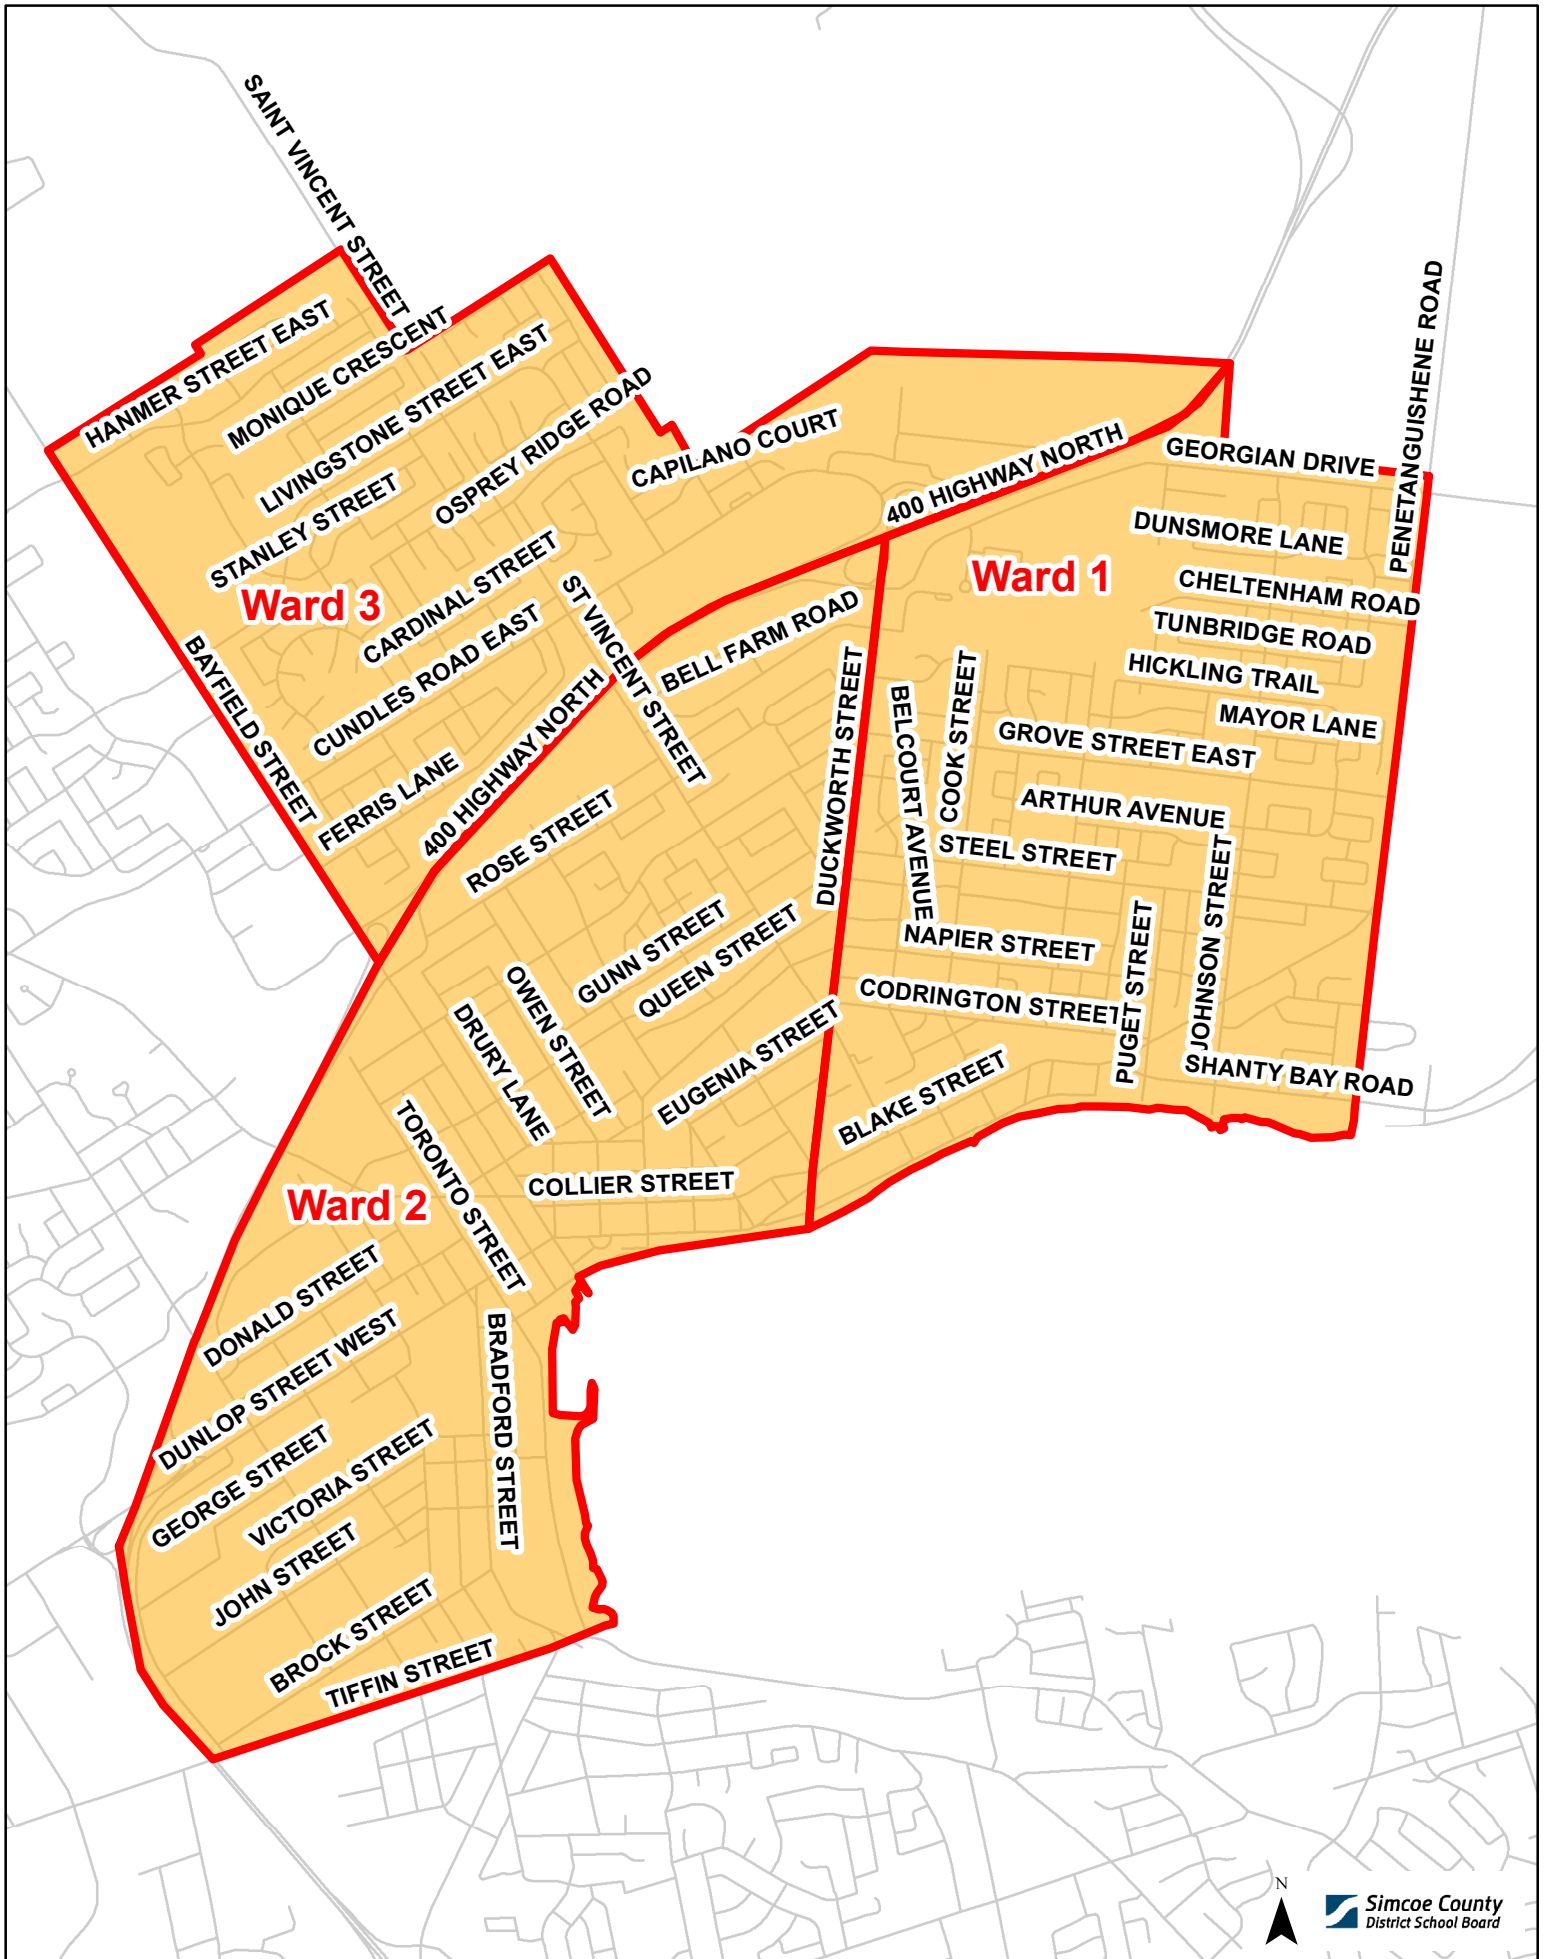 SAINT VINCENT STREET
HANMER STREET EAST
MONIQUE CRESCENT
LIVINGSTONE STREET EAST
STANLEY STREET
OSPREY RIDGE ROAD
CAPILANO COURT
400 HIGHWAY NORTH
GEORGIAN DRIVE
PENETANGUISHENE ROAD
DUNSMORE LANE
Ward 1
CHELTENHAM ROAD
TUNBRIDGE ROAD
HICKLING TRAIL
MAYOR LANE
Ward 3
CARDINAL STREET
CUNDLES ROAD EAST
ST VINCENT STREET
BELL FARM ROAD
BAYFIELD STREET
FERRIS LANE
400 HIGHWAY NORTH
ROSE STREET
DUCKWORTH STREET
BELCOURT AVENUE
COOK STREET
GROVE STREET EAST
ARTHUR AVENUE
STEEL STREET
NAPIER STREET
PUGET STREET
JOHNSON STREET
CODRINGTON STREET
SHANTY BAY ROAD
BLAKE STREET
GUNN STREET
QUEEN STREET
OWEN STREET
DRURY LANE
EUGENIA STREET
TORONTO STREET
COLLIER STREET
Ward 2
DONALD STREET
DUNLOP STREET WEST
BRADFORD STREET
GEORGE STREET
VICTORIA STREET
JOHN STREET
BROCK STREET
TIFFIN STREET
N
Simcoe County
District School Board